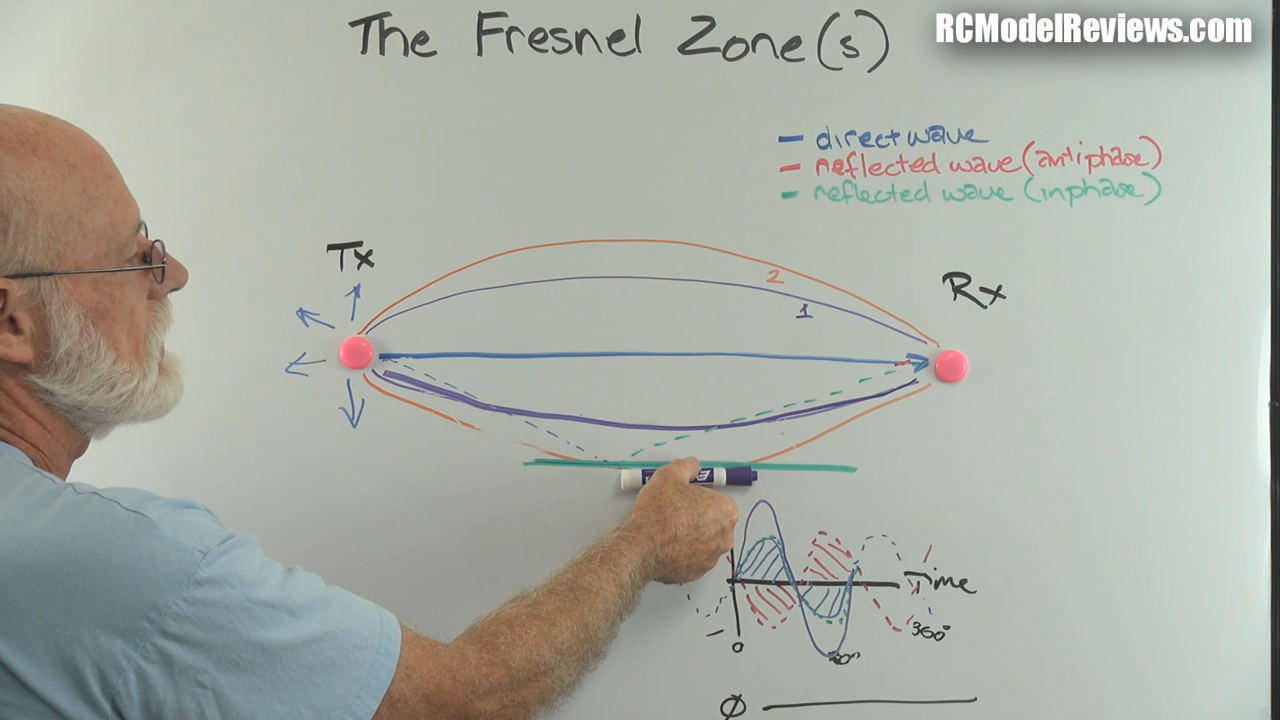 The Fresnel Zone(s)
RCModelReviews.com
direct wave
reflected wave (antiphase)
reflected wave (inphase)
Tx
2
1
Rx
Time
360°
0
Ø